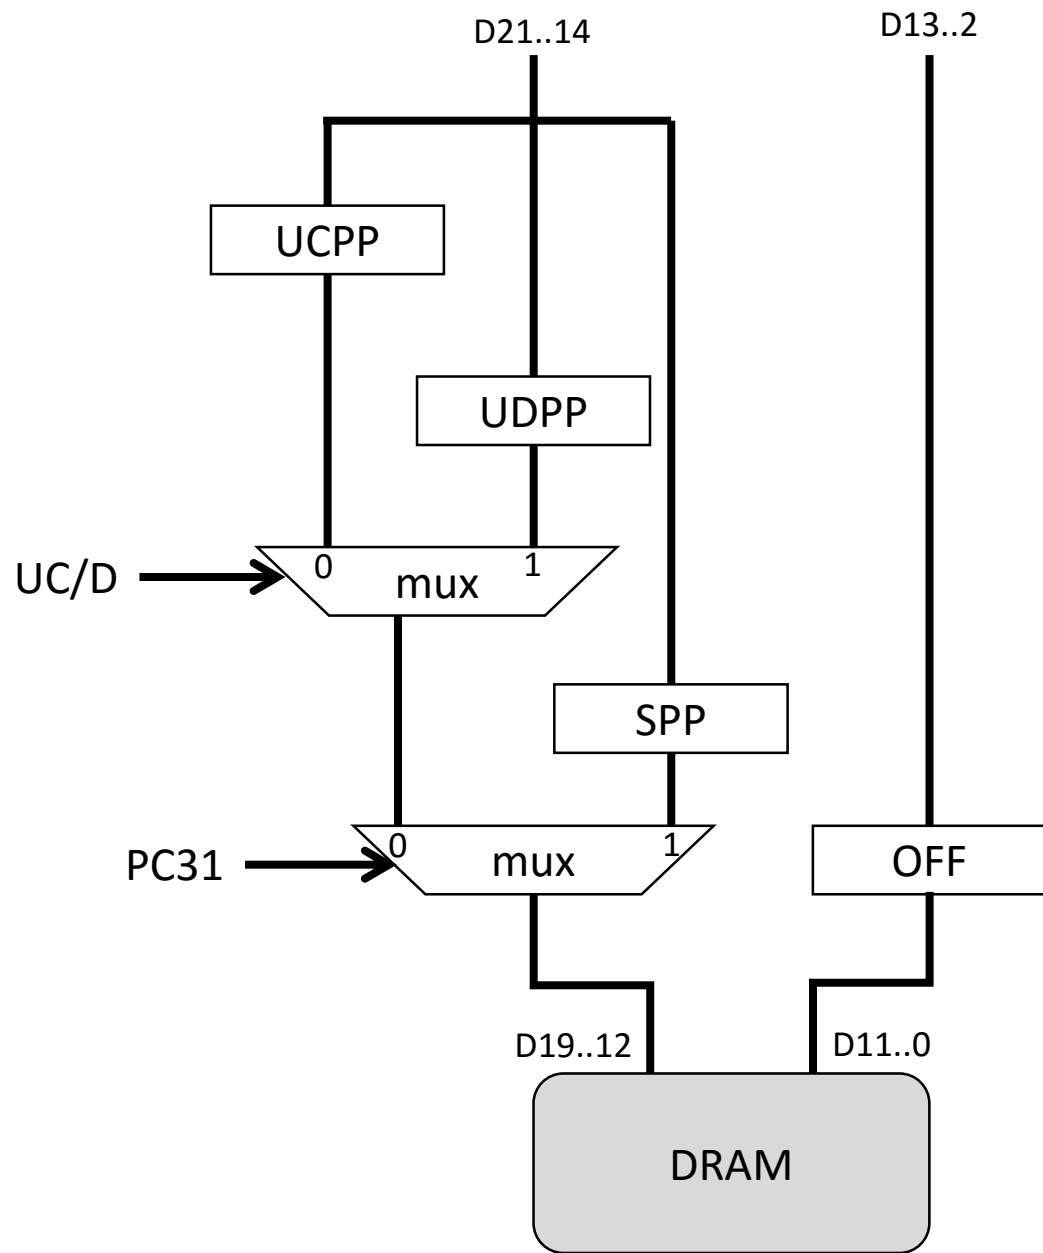 D21..14
D13..2
UCPP
UDPP
0
1
UC/D
mux
SPP
0
1
PC31
mux
OFF
D19..12
D11..0
DRAM